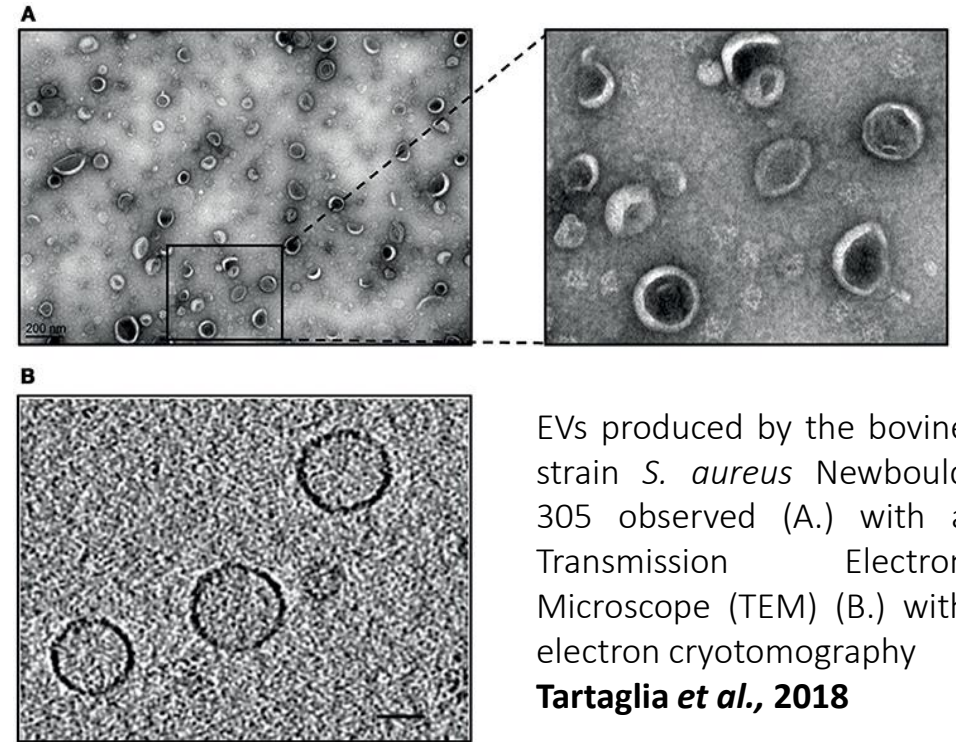 A
200 nm
B
EVs produced by the bovine
strain S. aureus Newbould
305 observed (A.) with a
Transmission Electron
Microscope (TEM) (B.) with
electron cryotomography
Tartaglia et al., 2018